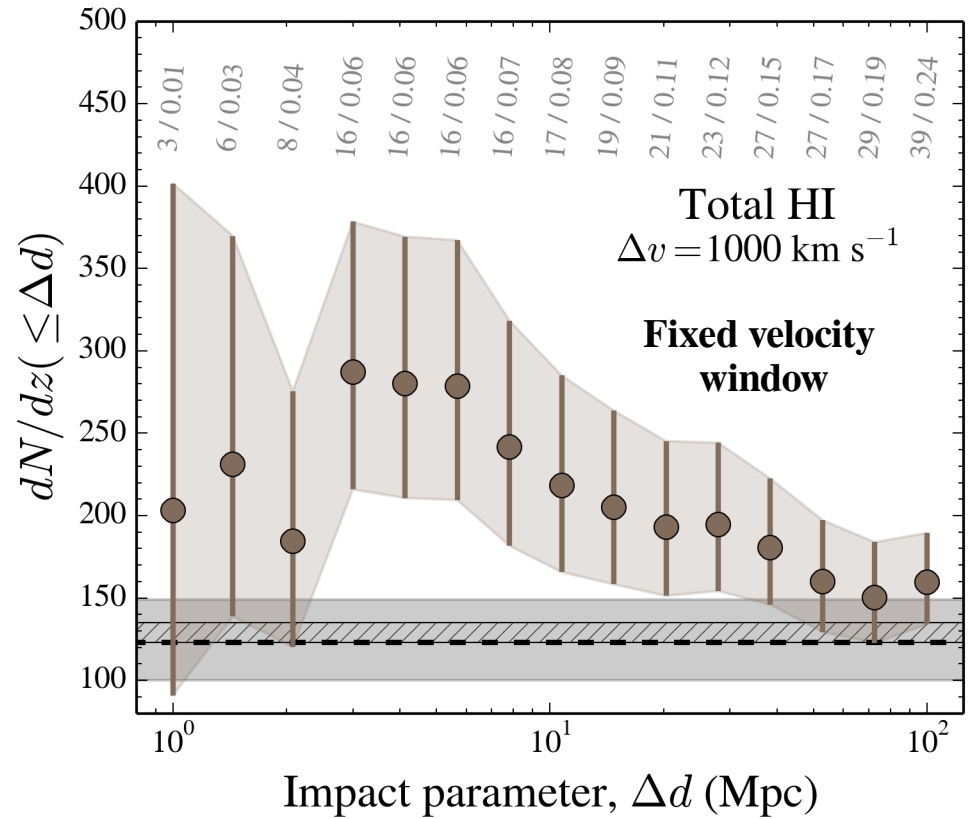 500
450
400
350
300
250
200
150
100
dN/dz(≤Δd)
3 / 0.01
6 / 0.03
8 / 0.04
16 / 0.06
16 / 0.06
16 / 0.06
16 / 0.07
17 / 0.08
19 / 0.09
21 / 0.11
23 / 0.12
27 / 0.15
27 / 0.17
29 / 0.19
39 / 0.24
Total HI
Δv = 1000 km s⁻¹
Fixed velocity
window
10⁰
10¹
10²
Impact parameter, Δd (Mpc)